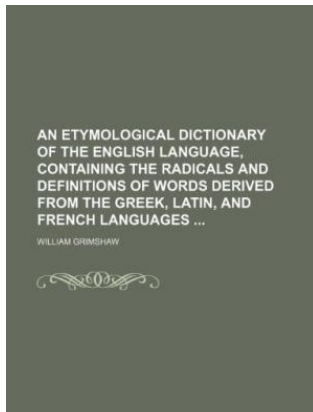 AN ETYMOLOGICAL DICTIONARY
OF THE ENGLISH LANGUAGE,
CONTAINING THE RADICALS AND
DEFINITIONS OF WORDS DERIVED
FROM THE GREEK, LATIN, AND
FRENCH LANGUAGES ...
WILLIAM GRIMSHAW